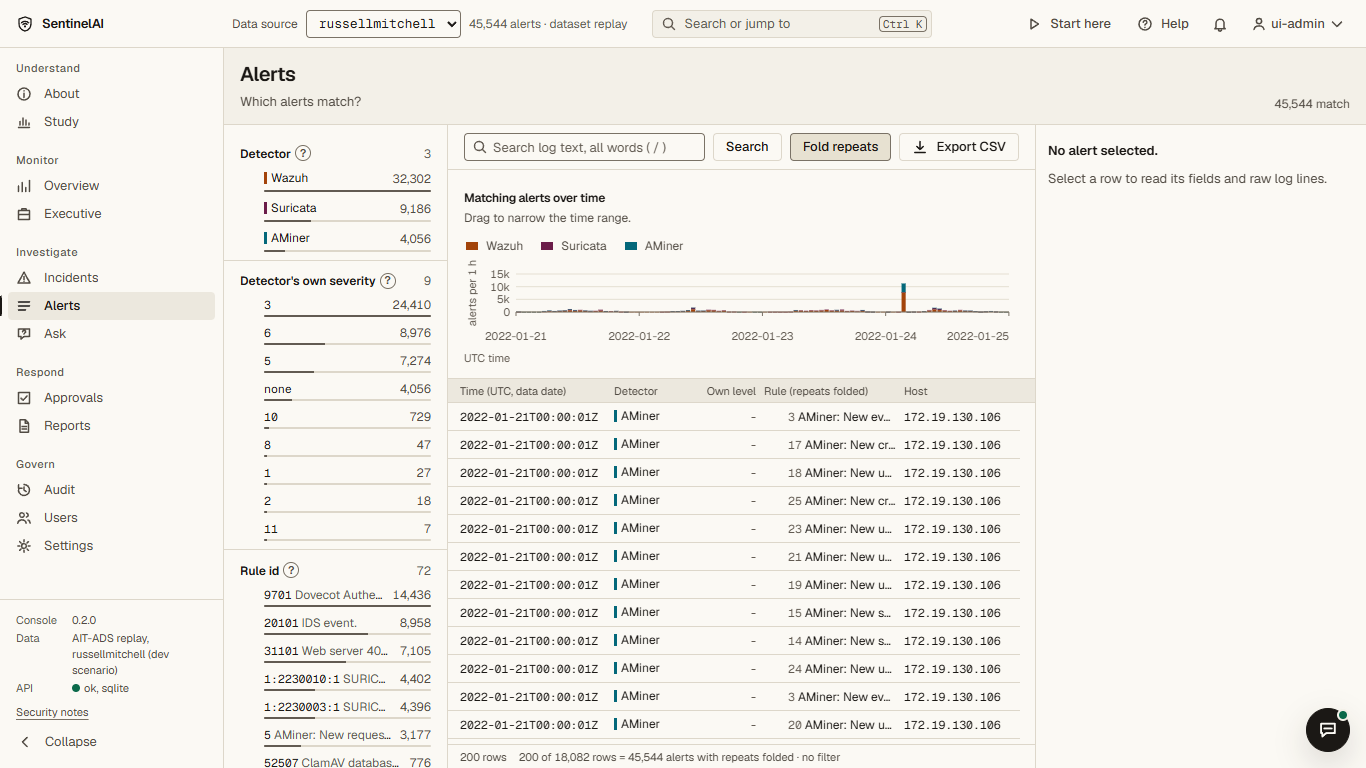 SentinelAI
Data source
russellmitchell
45,544 alerts · dataset replay
Search or jump to
Ctrl K
Start here
Help
ui-admin
Understand
About
Study
Monitor
Overview
Executive
Investigate
Incidents
Alerts
Ask
Respond
Approvals
Reports
Govern
Audit
Users
Settings
Console 0.2.0
Data AIT-ADS replay,
russellmitchell (dev
scenario)
API ok, sqlite
Security notes
Collapse
Alerts
Which alerts match?
45,544 match
Detector ? 3
Wazuh 32,302
Suricata 9,186
AMiner 4,056
Detector's own severity ? 9
3 24,410
6 8,976
5 7,274
none 4,056
10 729
8 47
1 27
2 18
11 7
Rule id ? 72
9701 Dovecot Authe... 14,436
20101 IDS event. 8,958
31101 Web server 40... 7,105
1:2230010:1 SURIC... 4,402
1:2230003:1 SURIC... 4,396
5 AMiner: New reques... 3,177
52507 ClamAV databas... 776
Search log text, all words ( / )
Search
Fold repeats
Export CSV
Matching alerts over time
Drag to narrow the time range.
Wazuh
Suricata
AMiner
alerts per 1 h
15k
10k
5k
0
2022-01-21
2022-01-22
2022-01-23
2022-01-24
2022-01-25
UTC time
Time (UTC, data date) Detector Own level Rule (repeats folded) Host
2022-01-21T00:00:01Z AMiner – 3 AMiner: New ev... 172.19.130.106
2022-01-21T00:00:01Z AMiner – 17 AMiner: New cr... 172.19.130.106
2022-01-21T00:00:01Z AMiner – 18 AMiner: New u... 172.19.130.106
2022-01-21T00:00:01Z AMiner – 25 AMiner: New cr... 172.19.130.106
2022-01-21T00:00:01Z AMiner – 23 AMiner: New u... 172.19.130.106
2022-01-21T00:00:01Z AMiner – 21 AMiner: New u... 172.19.130.106
2022-01-21T00:00:01Z AMiner – 19 AMiner: New u... 172.19.130.106
2022-01-21T00:00:01Z AMiner – 15 AMiner: New s... 172.19.130.106
2022-01-21T00:00:01Z AMiner – 14 AMiner: New s... 172.19.130.106
2022-01-21T00:00:01Z AMiner – 24 AMiner: New u... 172.19.130.106
2022-01-21T00:00:01Z AMiner – 3 AMiner: New ev... 172.19.130.106
2022-01-21T00:00:01Z AMiner – 20 AMiner: New u... 172.19.130.106
200 rows 200 of 18,082 rows = 45,544 alerts with repeats folded · no filter
No alert selected.
Select a row to read its fields and raw log lines.